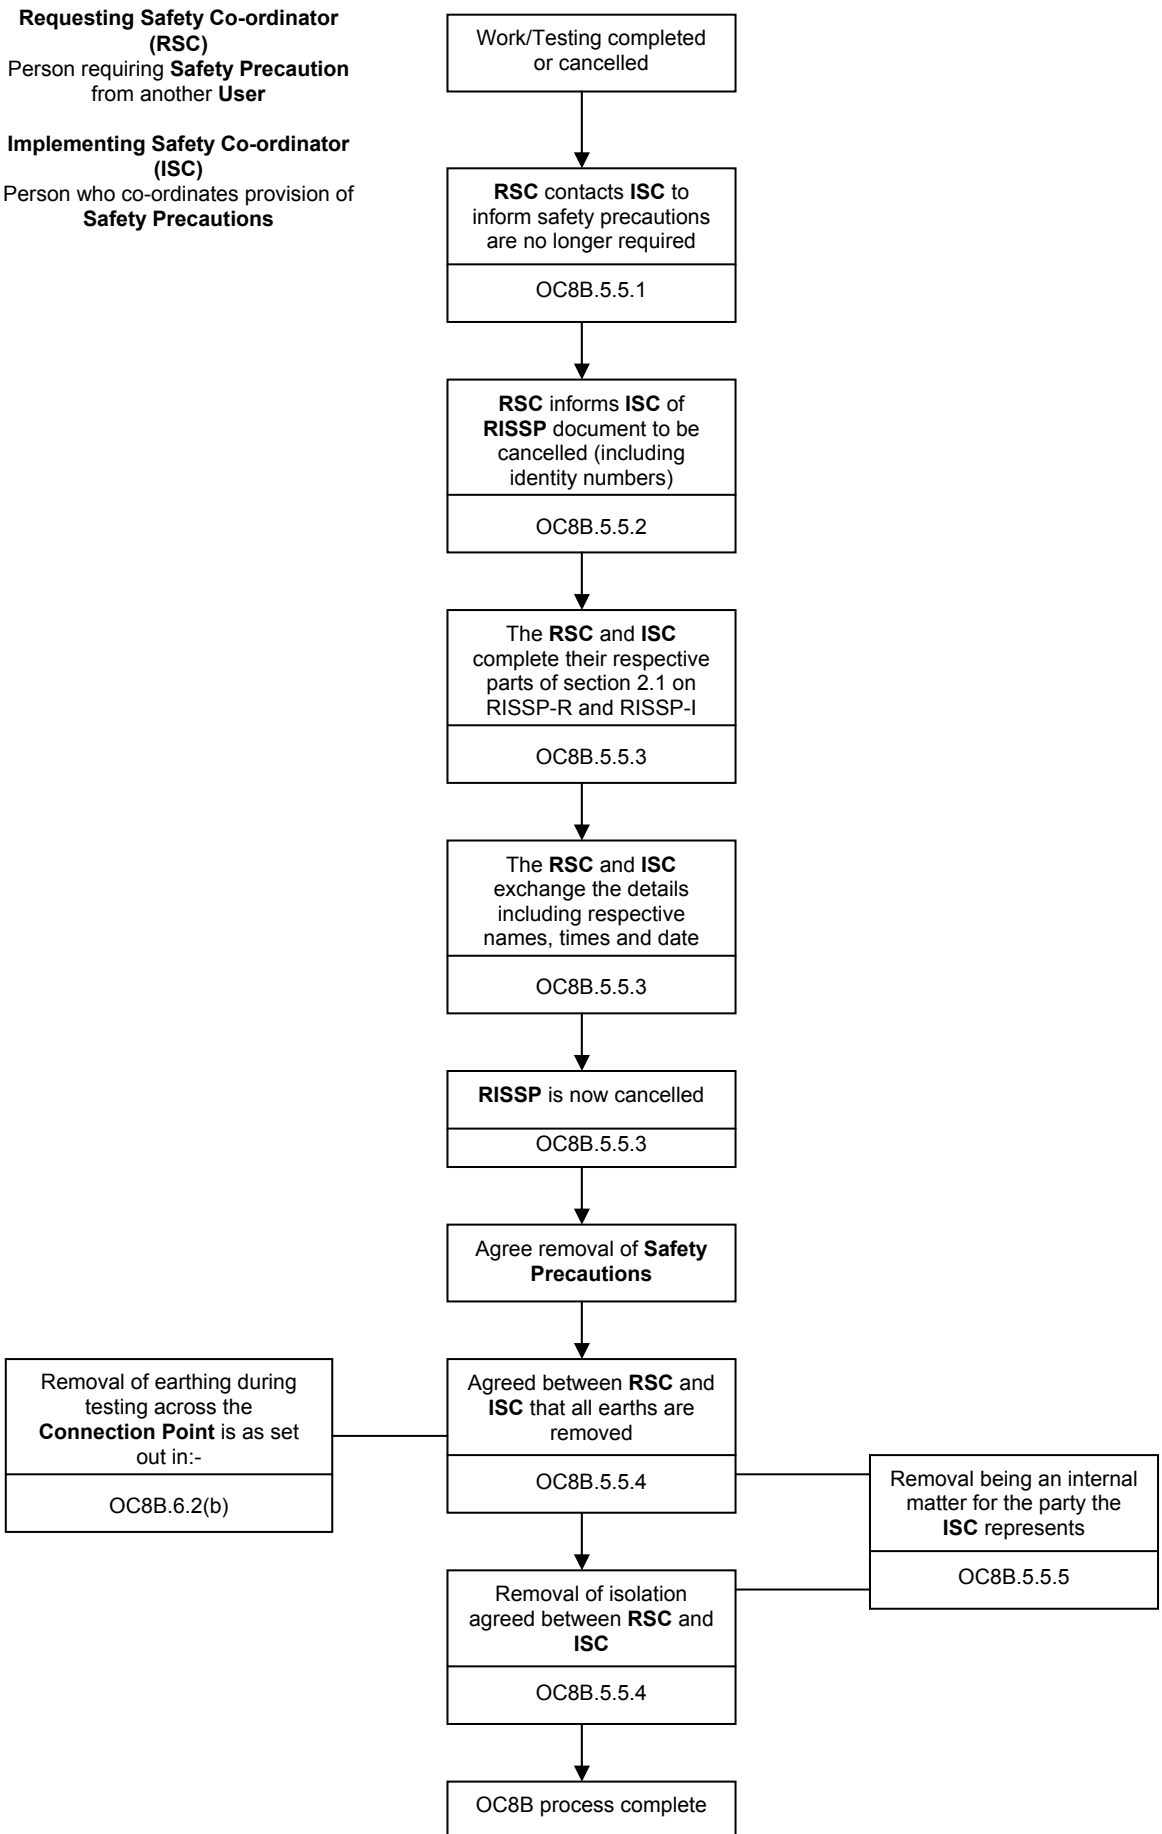 Requesting Safety Co-ordinator
(RSC)
Person requiring Safety Precaution
from another User
Implementing Safety Co-ordinator
(ISC)
Person who co-ordinates provision of
Safety Precautions
Work/Testing completed
or cancelled
RSC contacts ISC to
inform safety precautions
are no longer required
OC8B.5.5.1
RSC informs ISC of
RISSP document to be
cancelled (including
identity numbers)
OC8B.5.5.2
The RSC and ISC
complete their respective
parts of section 2.1 on
RISSP-R and RISSP-I
OC8B.5.5.3
The RSC and ISC
exchange the details
including respective
names, times and date
OC8B.5.5.3
RISSP is now cancelled
OC8B.5.5.3
Agree removal of Safety
Precautions
Removal of earthing during
testing across the
Connection Point is as set
out in:-
OC8B.6.2(b)
Agreed between RSC and
ISC that all earths are
removed
OC8B.5.5.4
Removal being an internal
matter for the party the
ISC represents
OC8B.5.5.5
Removal of isolation
agreed between RSC and
ISC
OC8B.5.5.4
OC8B process complete